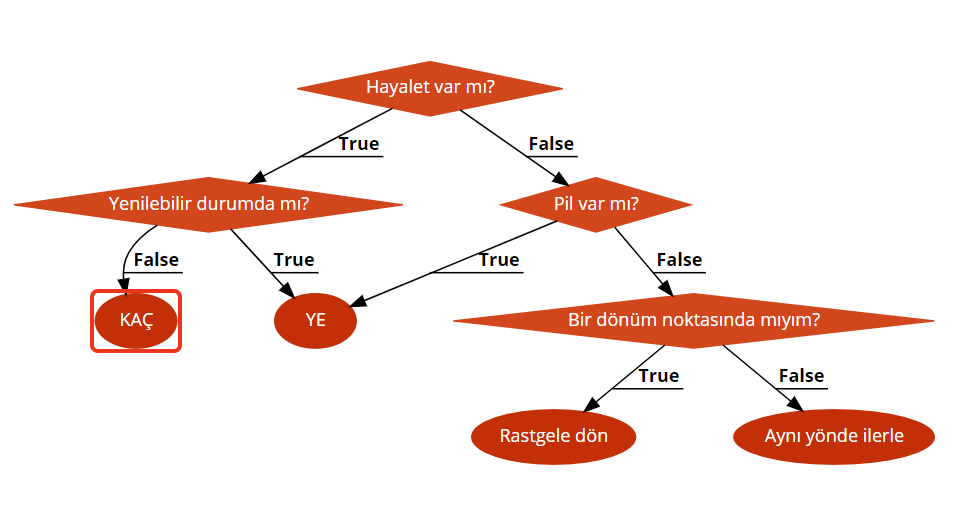 Hayalet var mı?
True
False
Yenilebilir durumda mı?
Pil var mı?
False
True
True
False
KAÇ
YE
Bir dönüm noktasında mıyım?
True
False
Rastgele dön
Aynı yönde ilerle